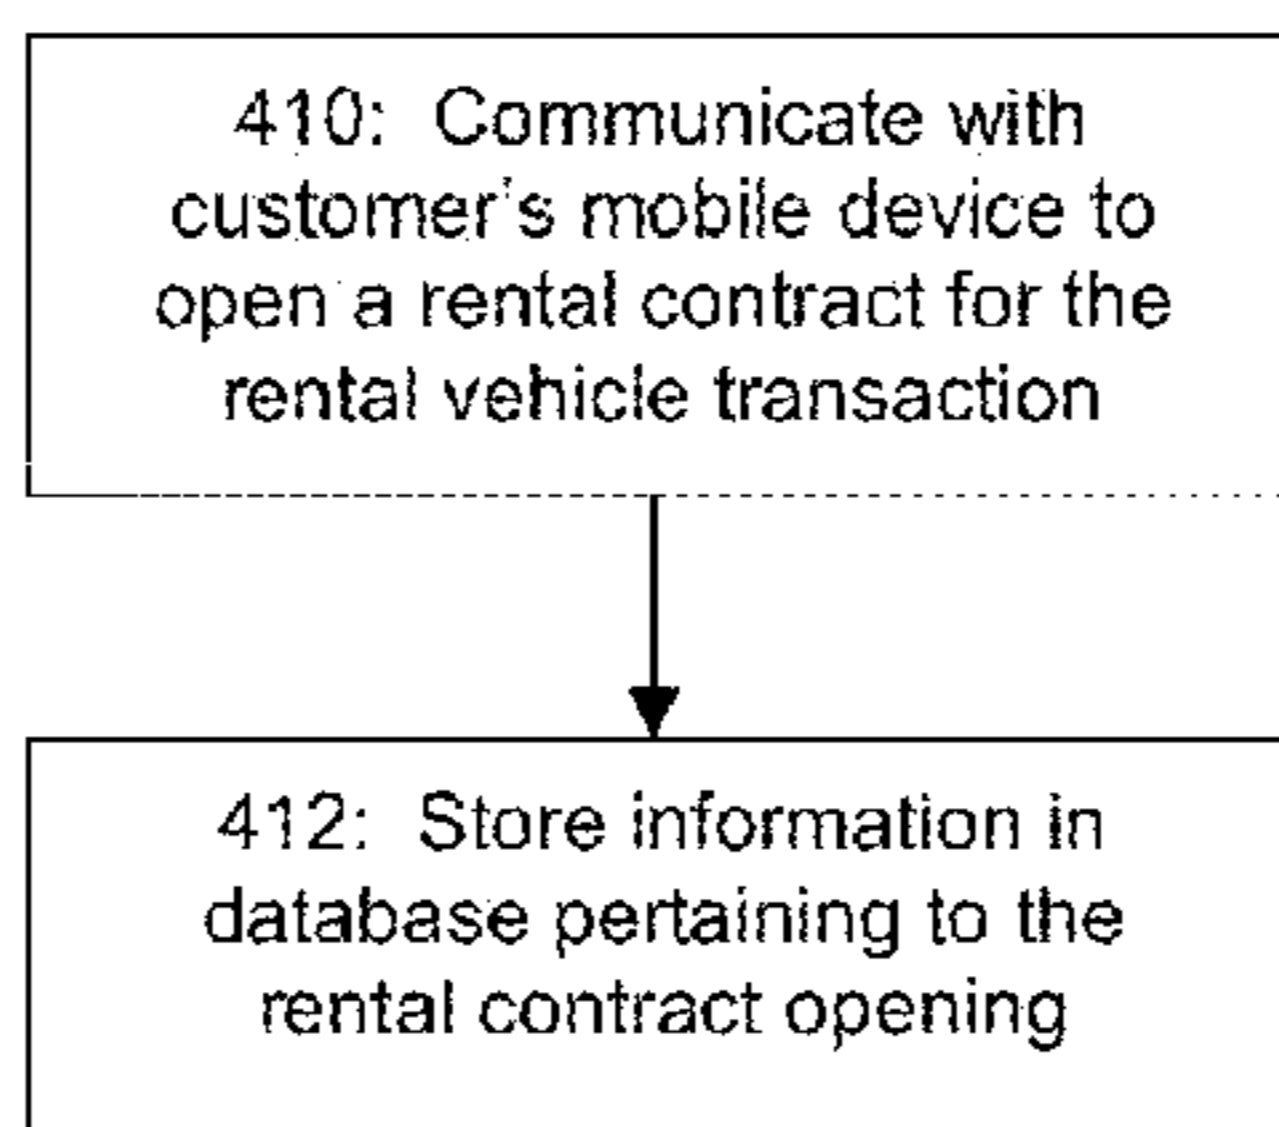 410: Communicate with
customer's mobile device to
open a rental contract for the
rental vehicle transaction
412: Store information in
database pertaining to the
rental contract opening